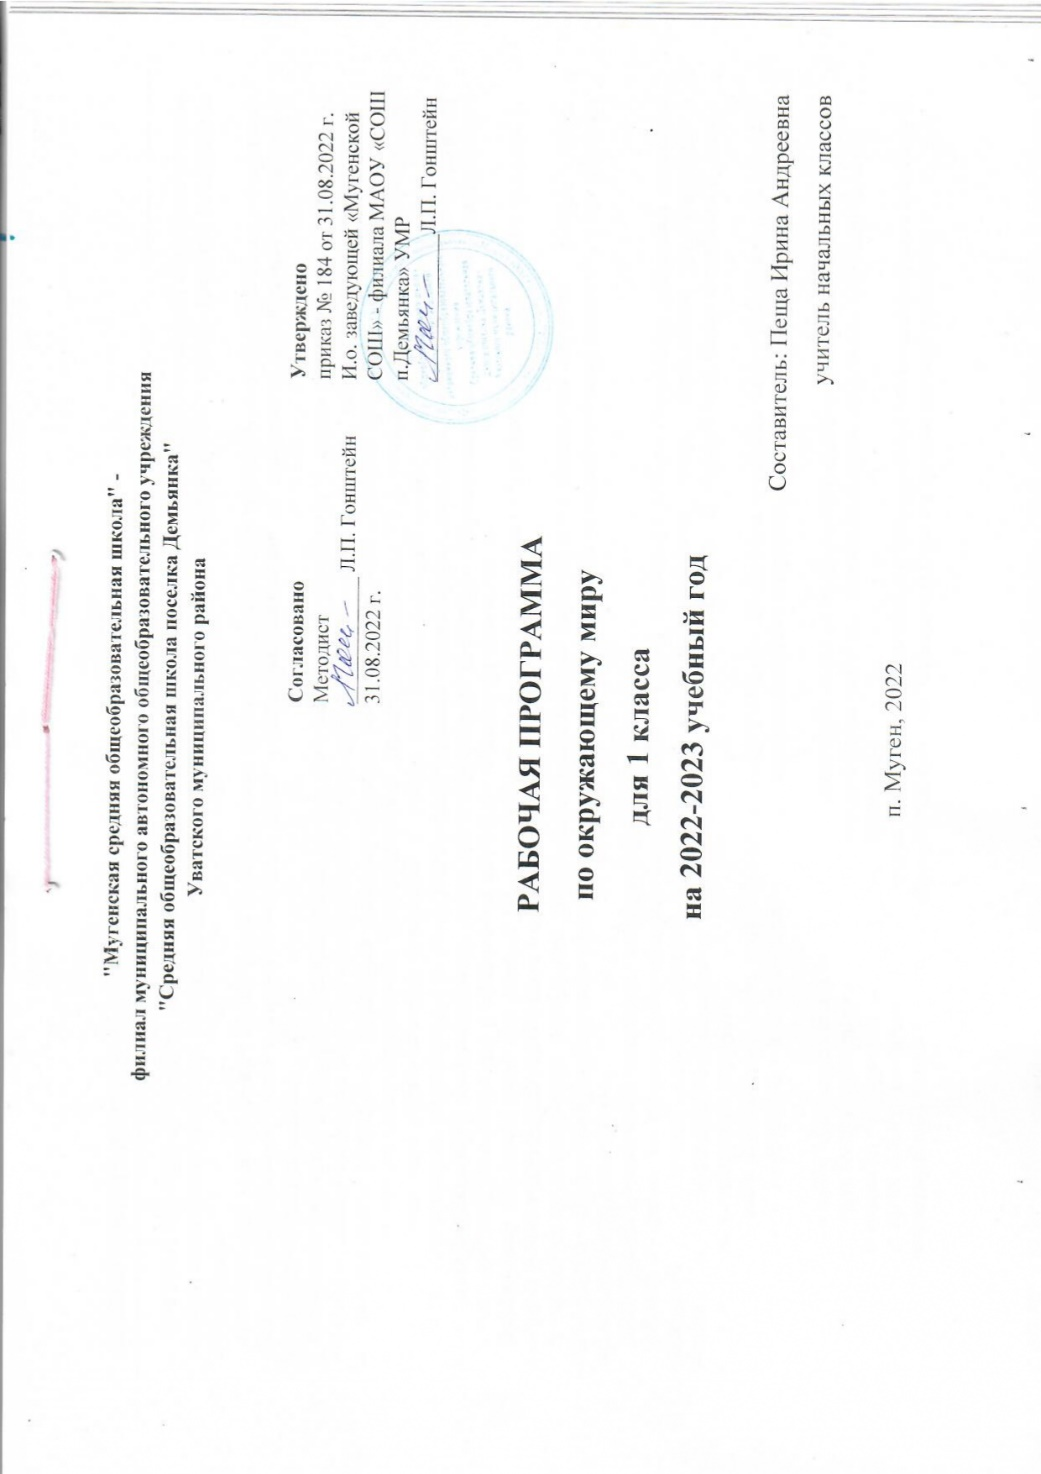 "Мугенская средняя общеобразовательная школа" -
филиал муниципального автономного общеобразовательного учреждения
"Средняя общеобразовательная школа поселка Демьянка"
Уватского муниципального района
Согласовано
Методист
Л.П. Гонштейн
31.08.2022 г.
Утверждено
приказ № 184 от 31.08.2022 г.
И.о. заведующей «Мугенской
СОШ» - филиала МАОУ «СОШ
п.Демьянка» УМР
Л.П. Гонштейн
РАБОЧАЯ ПРОГРАММА
по окружающему миру
для 1 класса
на 2022-2023 учебный год
Составитель: Пеща Ирина Андреевна
учитель начальных классов
п. Муген, 2022